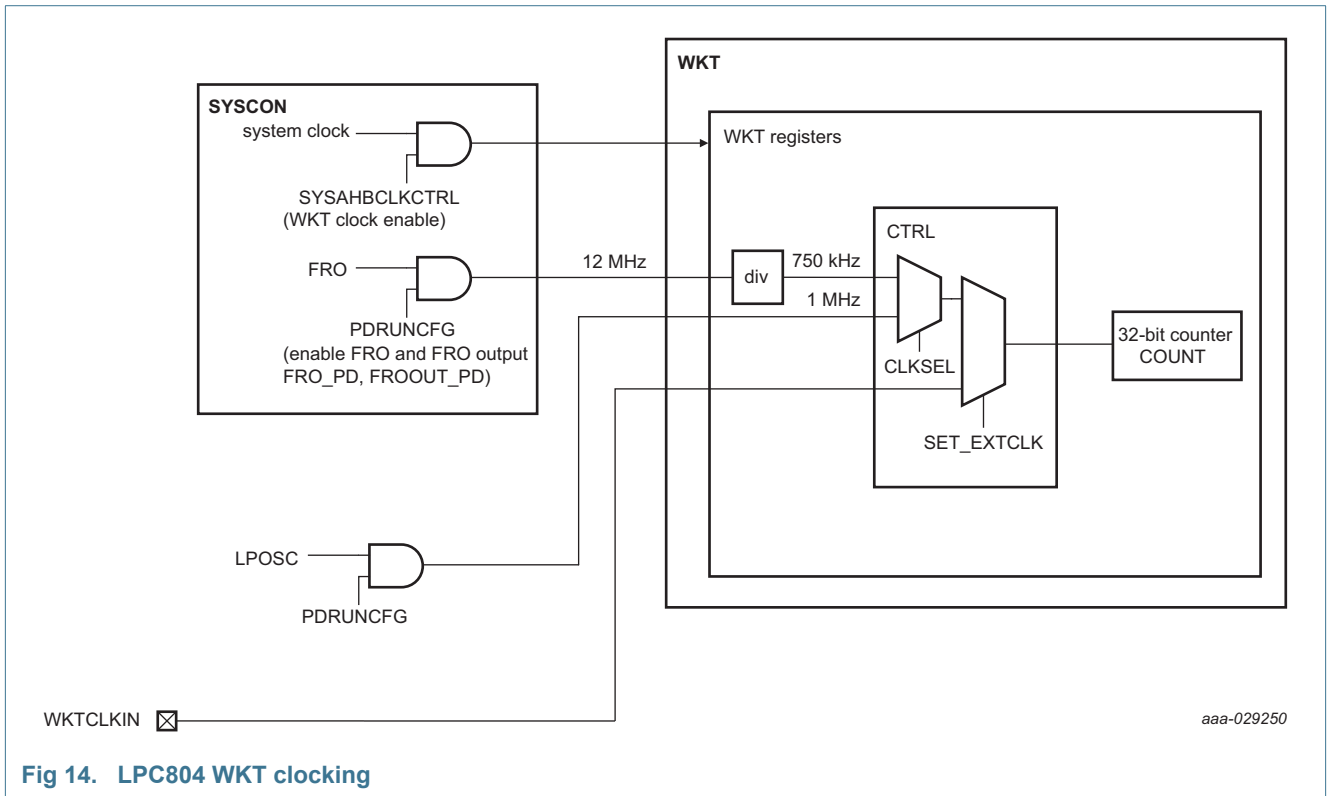 WKT
SYSCON
system clock
SYSAHBCLKCTRL
(WKT clock enable)
WKT registers
CTRL
FRO
12 MHz
div
750 kHz
1 MHz
PDRUNCFG
(enable FRO and FRO output
FRO_PD, FROOUT_PD)
CLKSEL
32-bit counter
COUNT
SET_EXTCLK
LPOSC
PDRUNCFG
WKTCLKIN
aaa-029250
Fig 14. LPC804 WKT clocking